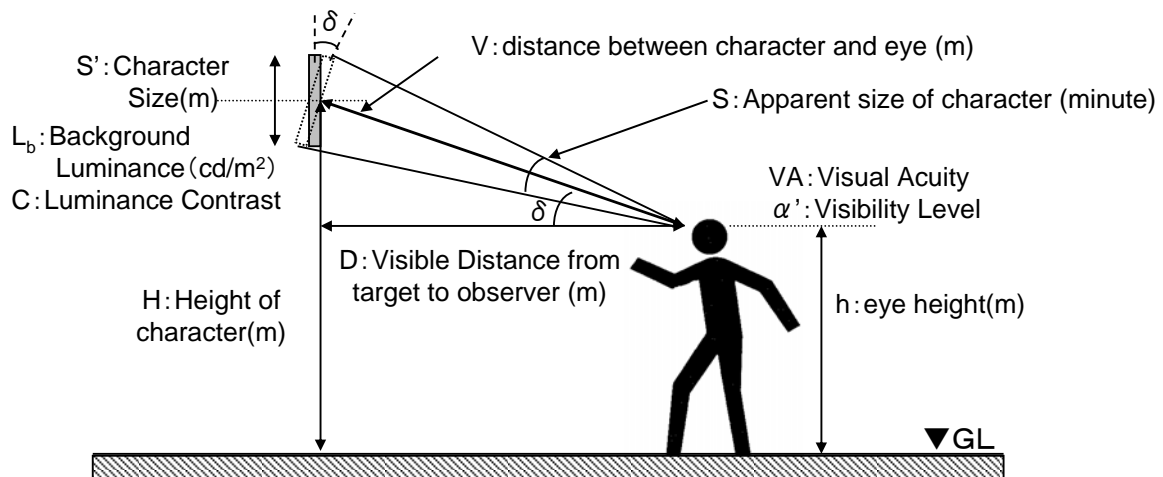 δ
V:distance between character and eye (m)
S’:Character
Size(m)
S:Apparent size of character (minute)
L_b:Background
Luminance(cd/m²)
C:Luminance Contrast
VA:Visual Acuity
α’:Visibility Level
δ
D:Visible Distance from
target to observer (m)
H:Height of
character(m)
h:eye height(m)
▼GL